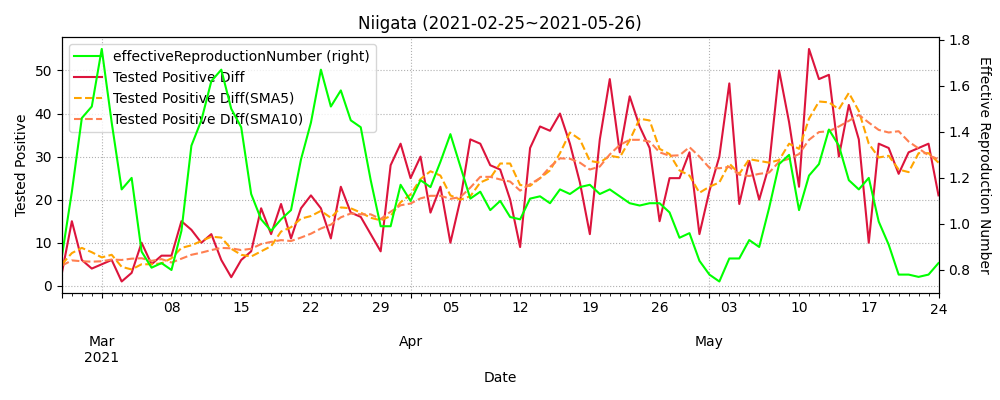 Niigata (2021-02-25~2021-05-26)
effectiveReproductionNumber (right)
Tested Positive Diff
Tested Positive Diff(SMA5)
Tested Positive Diff(SMA10)
Tested Positive
50
40
30
20
10
0
1.8
1.6
1.4
1.2
1.0
0.8
Effective Reproduction Number
08 15 22 29 05 12 19 26 03 10 17 24
Mar Apr May
2021
Date